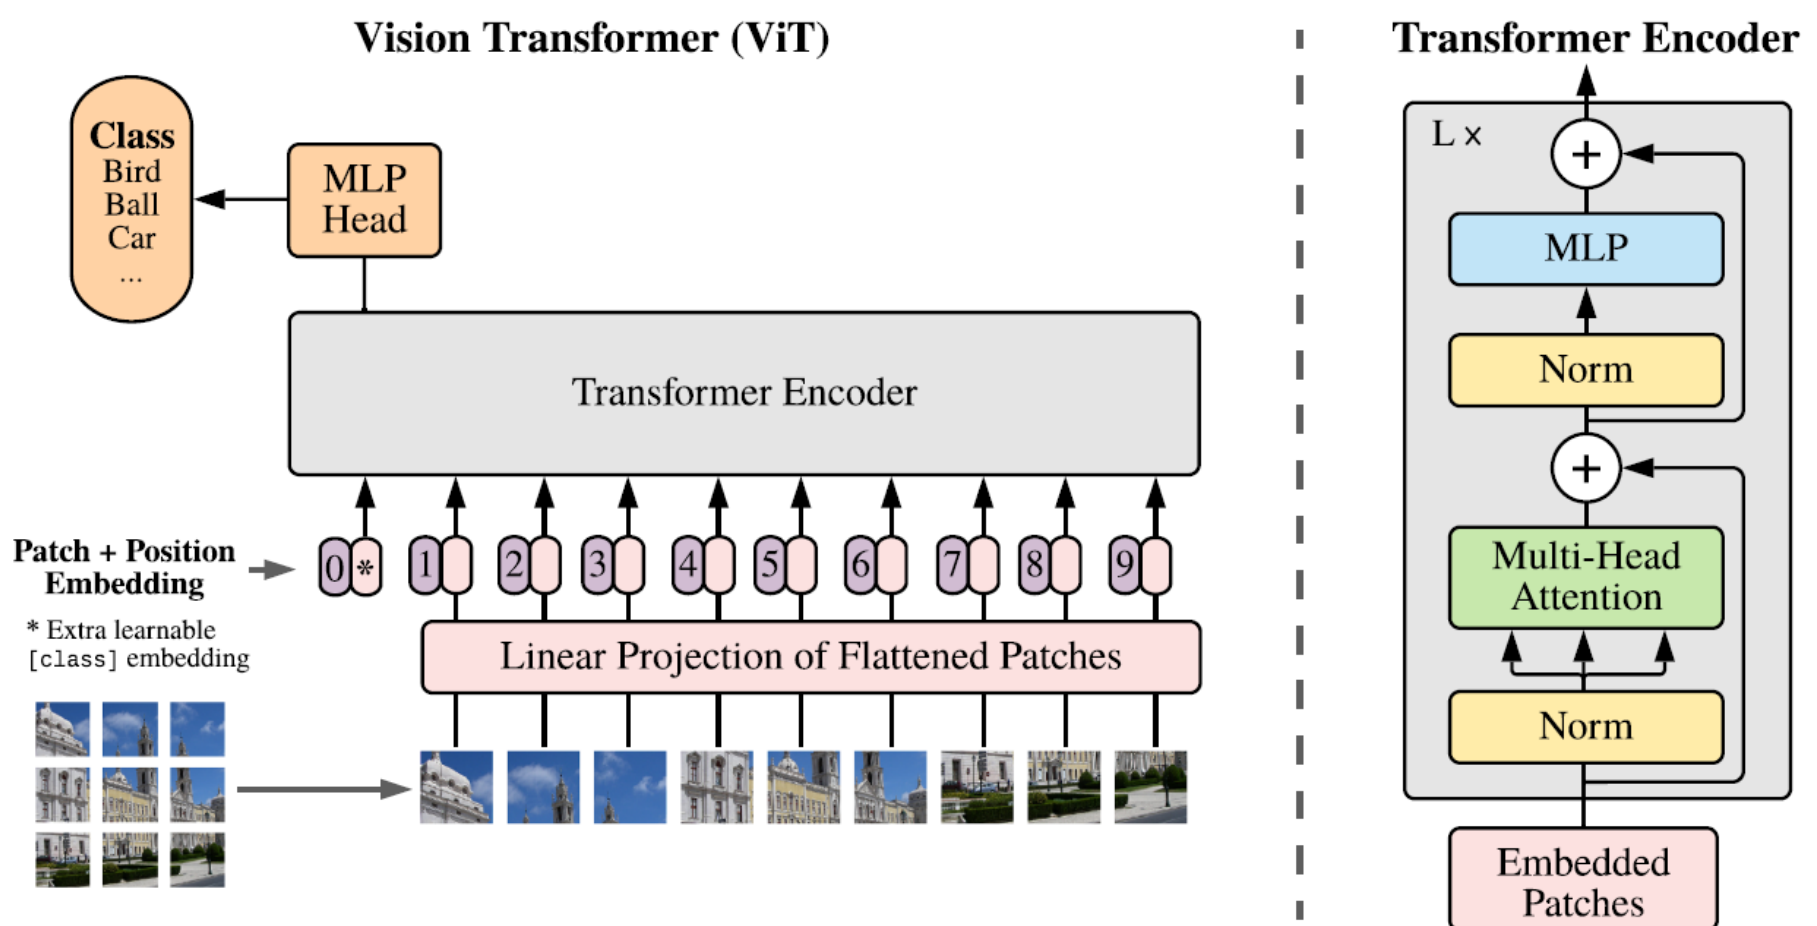 Vision Transformer (ViT)
Class
Bird
Ball
Car
...
MLP
Head
Transformer Encoder
Patch + Position
Embedding
0 * 1 2 3 4 5 6 7 8 9
* Extra learnable
[class] embedding
Linear Projection of Flattened Patches
Transformer Encoder
L ×
+
MLP
Norm
+
Multi-Head
Attention
Norm
Embedded
Patches